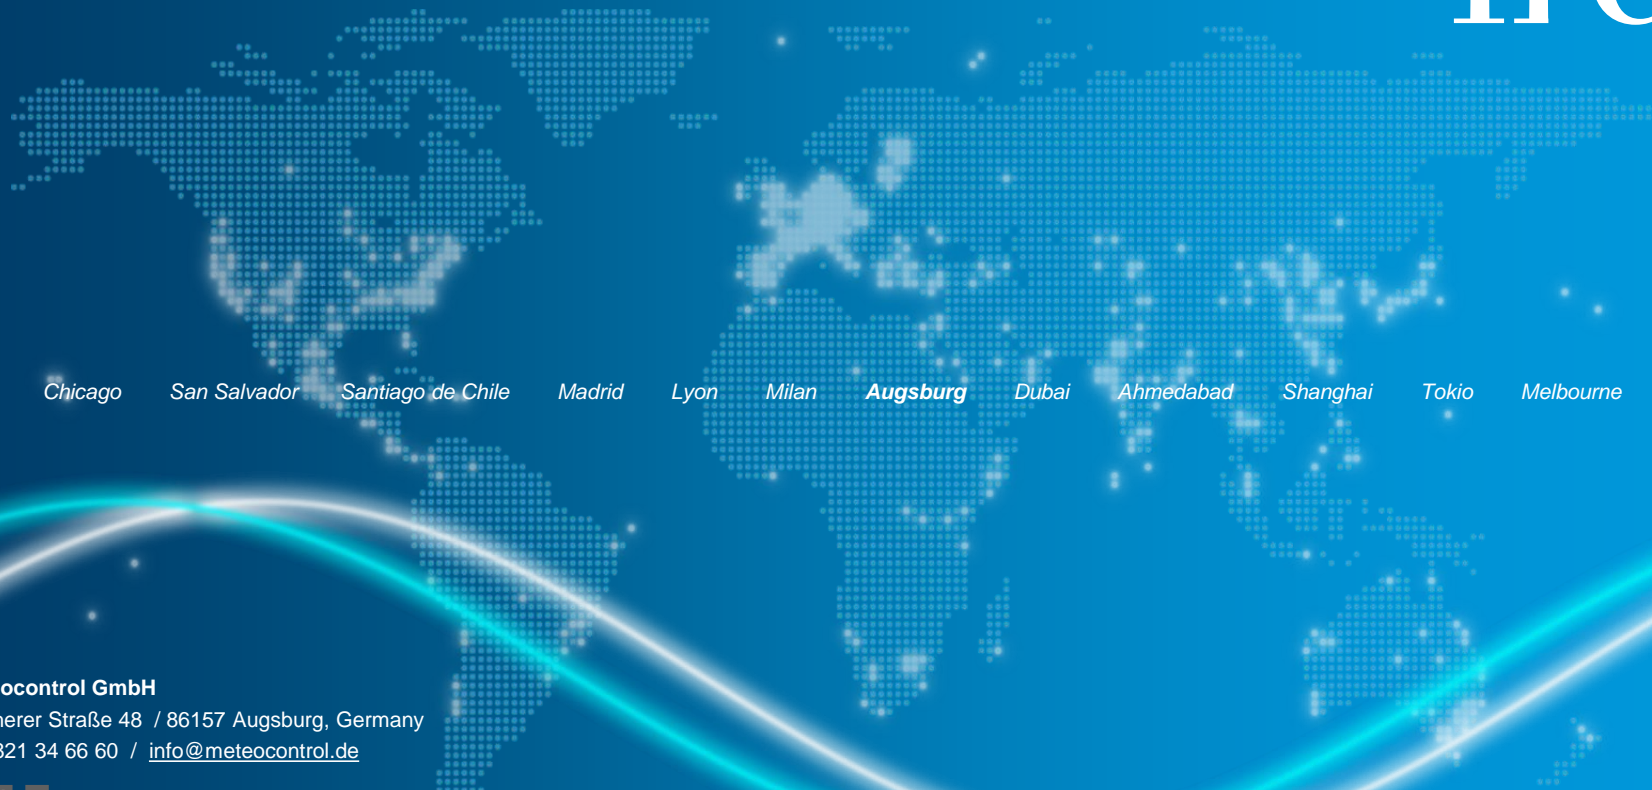 Chicago San Salvador Santiago de Chile Madrid Lyon Milan Augsburg Dubai Ahmedabad Shanghai Tokio Melbourne
ocontrol GmbH
nerer Straße 48 / 86157 Augsburg, Germany
321 34 66 60 / info@meteocontrol.de